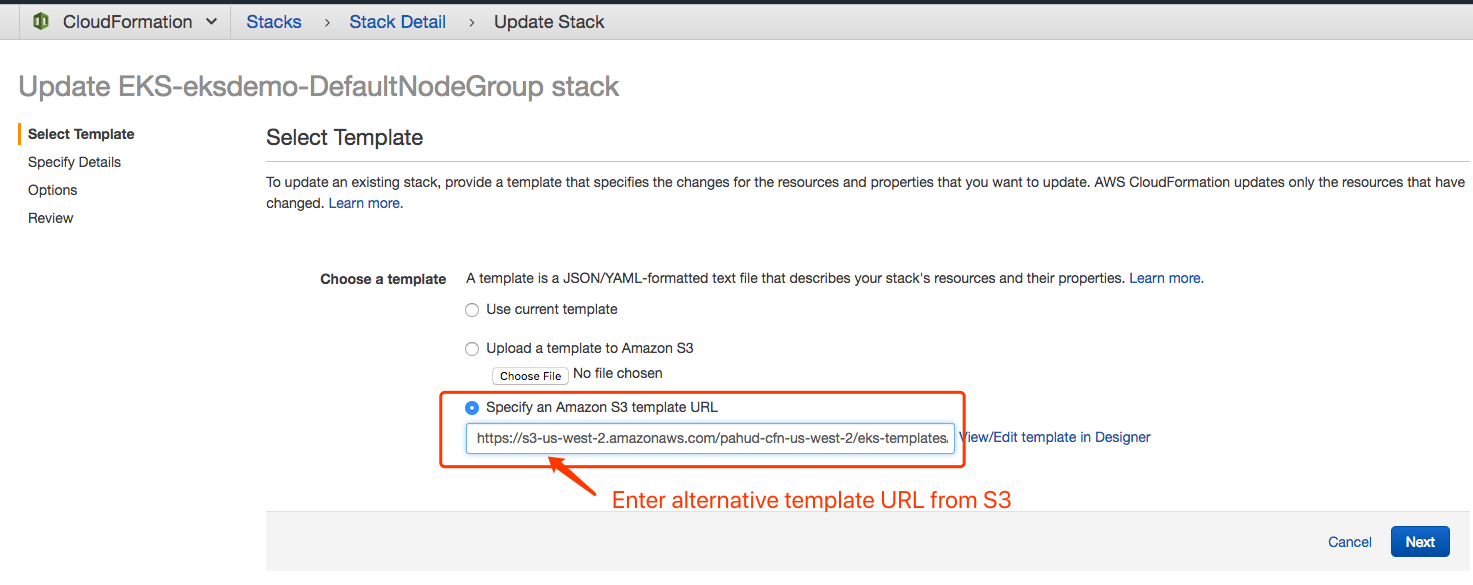 CloudFormation Stacks > Stack Detail > Update Stack
Update EKS-eksdemo-DefaultNodeGroup stack
Select Template
Specify Details
Options
Review
Select Template
To update an existing stack, provide a template that specifies the changes for the resources and properties that you want to update. AWS CloudFormation updates only the resources that have
changed. Learn more.
Choose a template A template is a JSON/YAML-formatted text file that describes your stack's resources and their properties. Learn more.
Use current template
Upload a template to Amazon S3
Choose File No file chosen
Specify an Amazon S3 template URL
https://s3-us-west-2.amazonaws.com/pahud-cfn-us-west-2/eks-templates/ View/Edit template in Designer
Enter alternative template URL from S3
Cancel Next